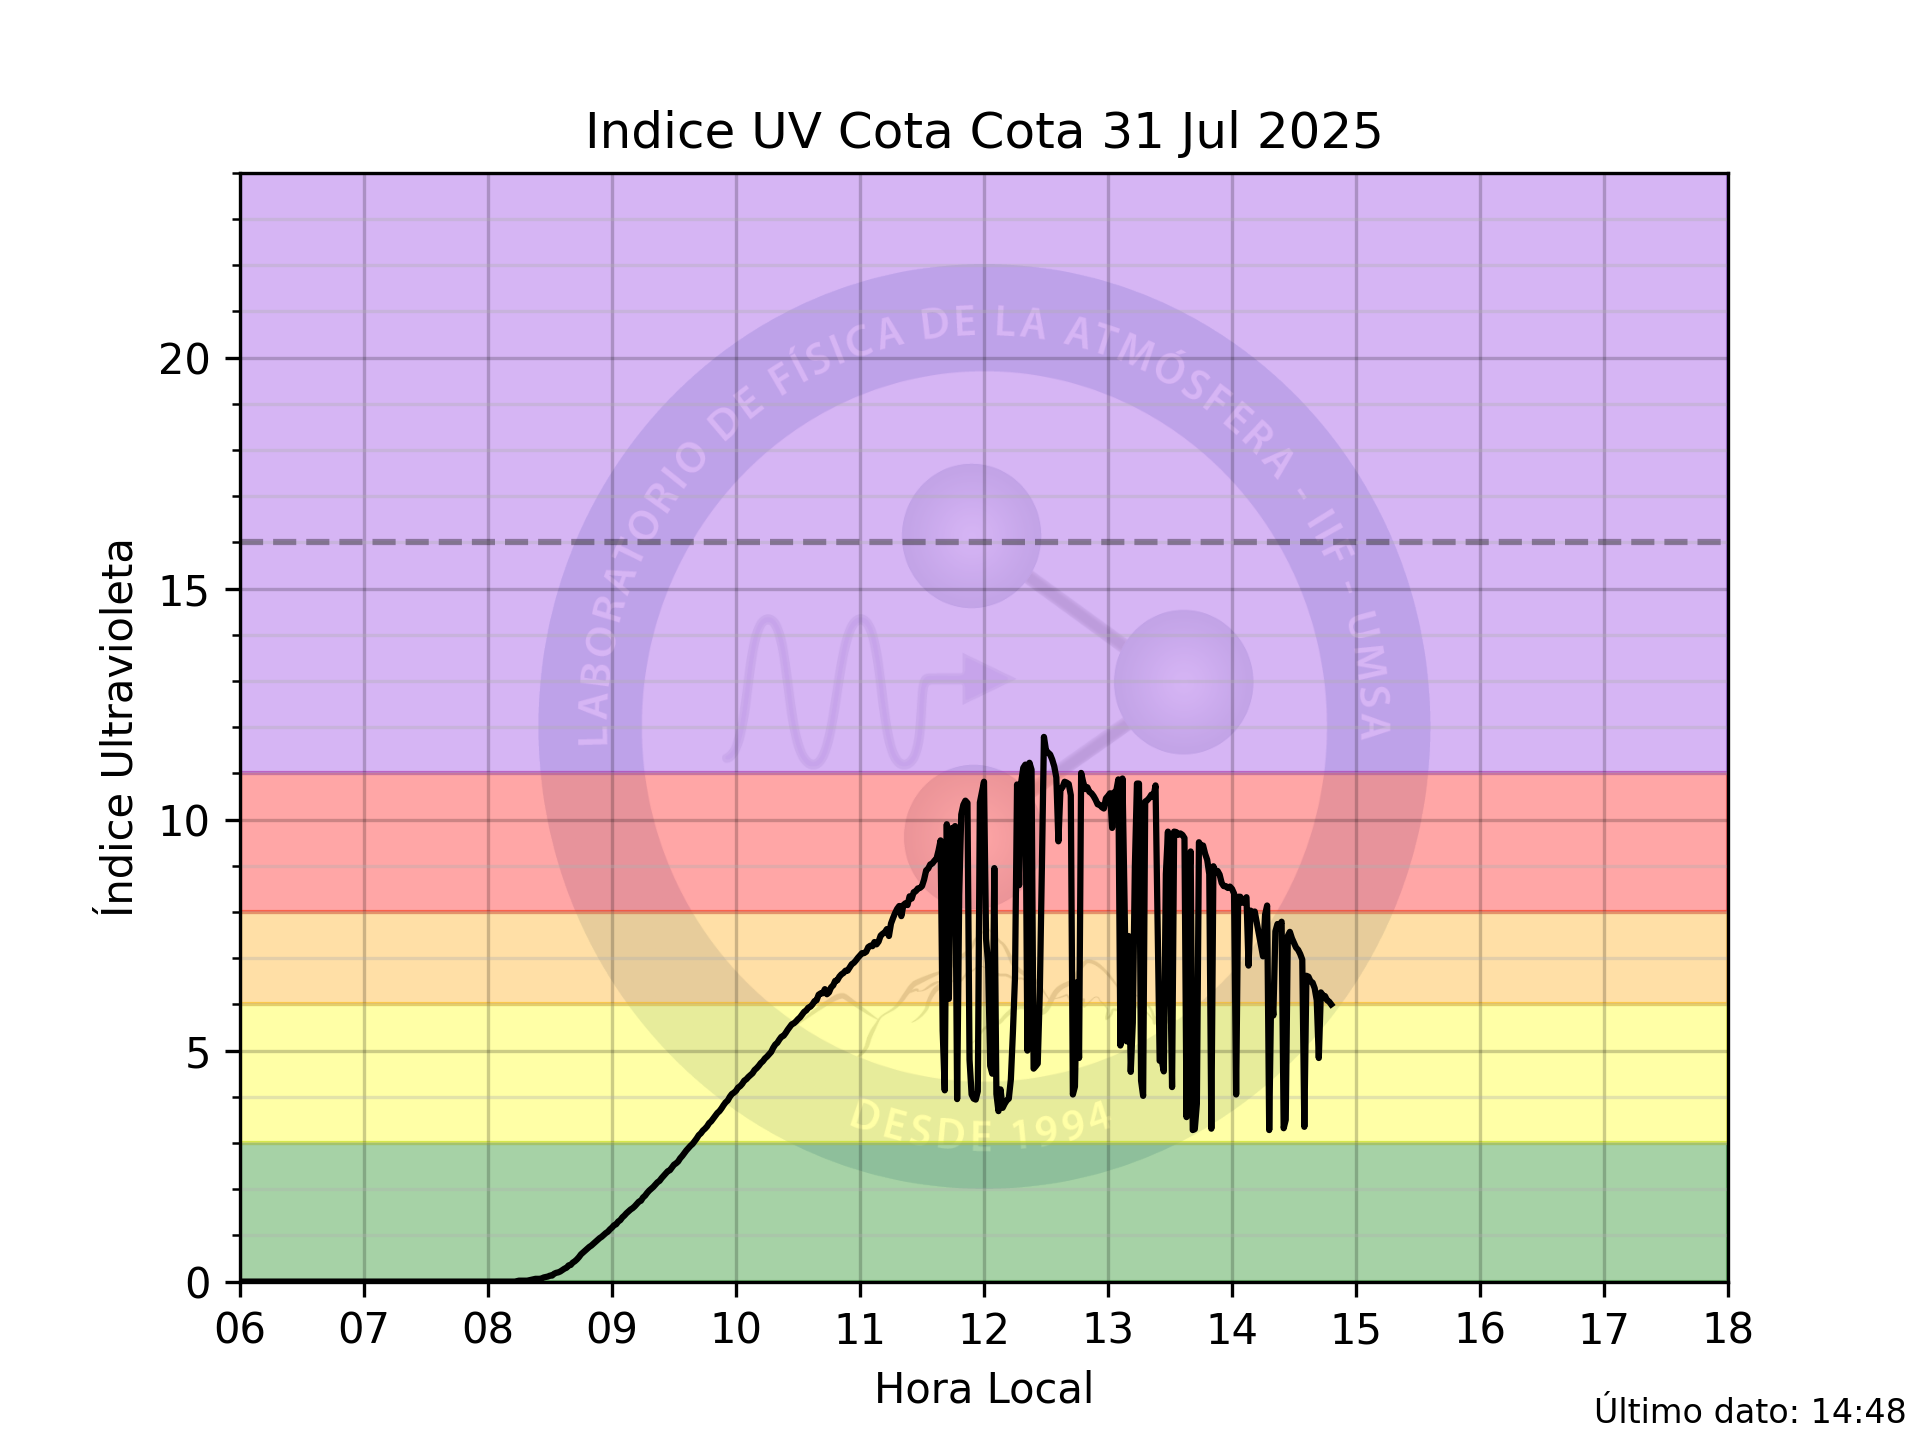 Indice UV Cota Cota 31 Jul 2025
Índice Ultravioleta
20
15
10
5
0
LABORATORIO DE FÍSICA DE LA ATMÓSFERA - IIF - UMSA
DESDE 1994
06 07 08 09 10 11 12 13 14 15 16 17 18
Hora Local
Último dato: 14:48